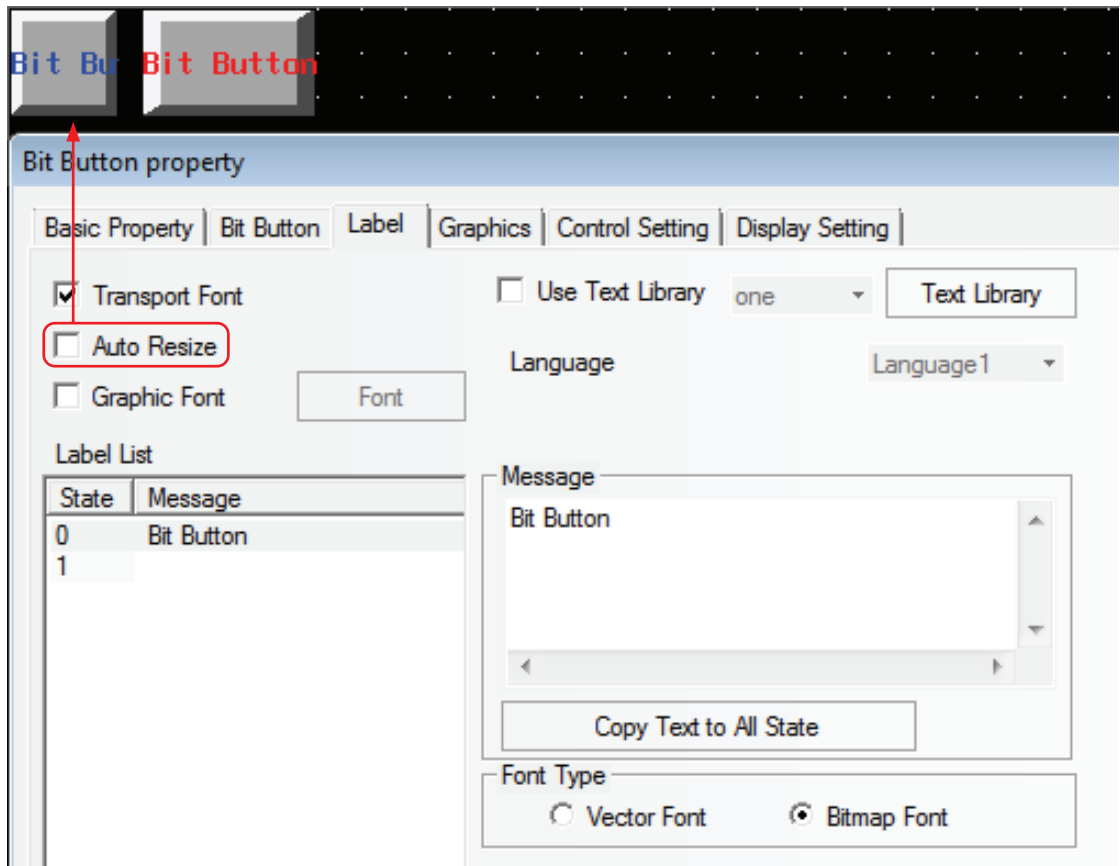 Bit Bu
Bit Button
Bit Button property
Basic Property Bit Button Label Graphics Control Setting Display Setting
Transport Font
Use Text Library one Text Library
Auto Resize
Language Language1
Graphic Font Font
Label List
State Message
0 Bit Button
1
Message
Bit Button
Copy Text to All State
Font Type
Vector Font Bitmap Font